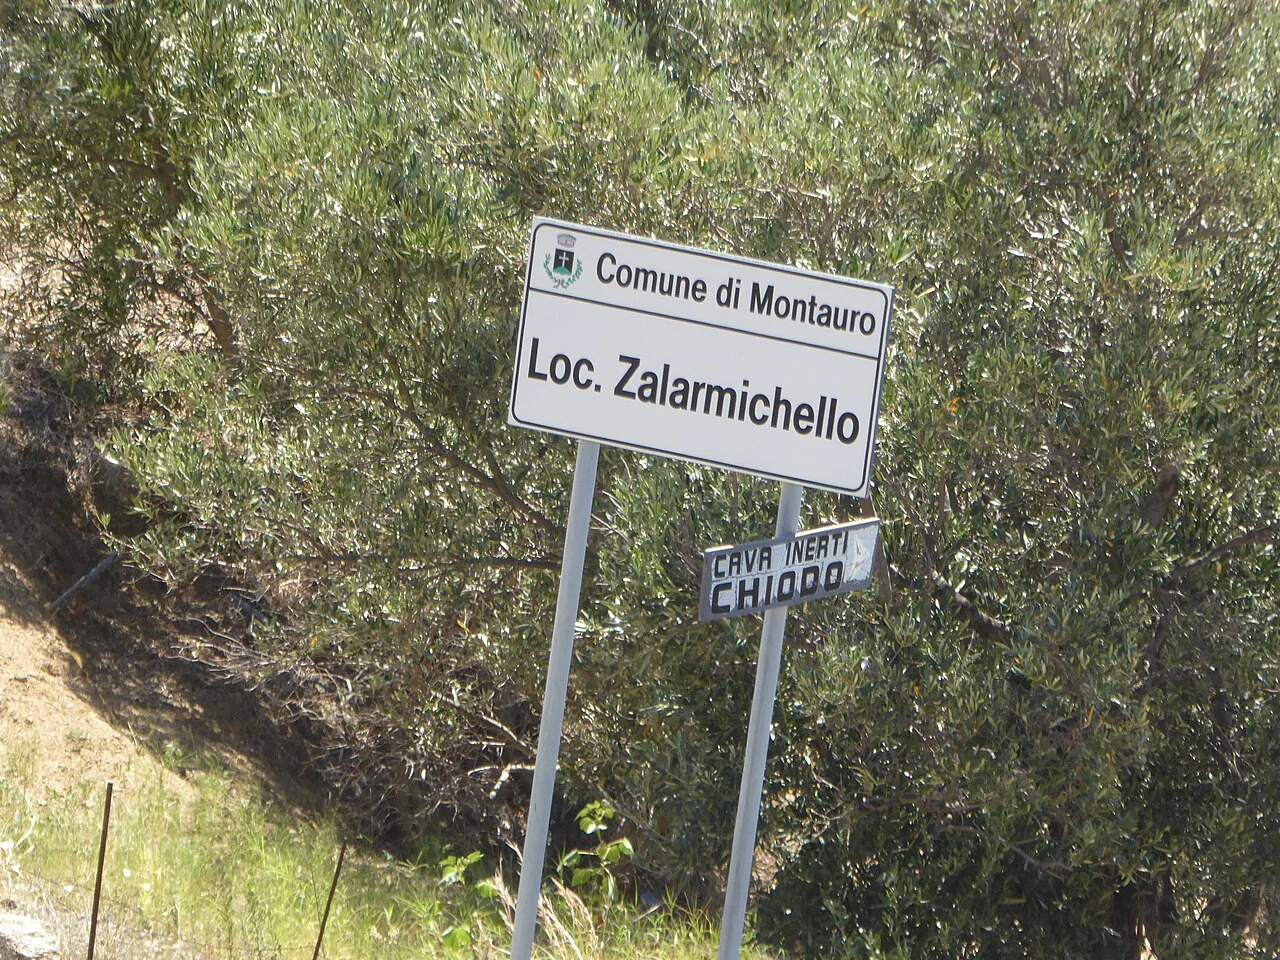 Comune di Montauro
Loc. Zalarmichello
CAVA INERTI
CHIODO